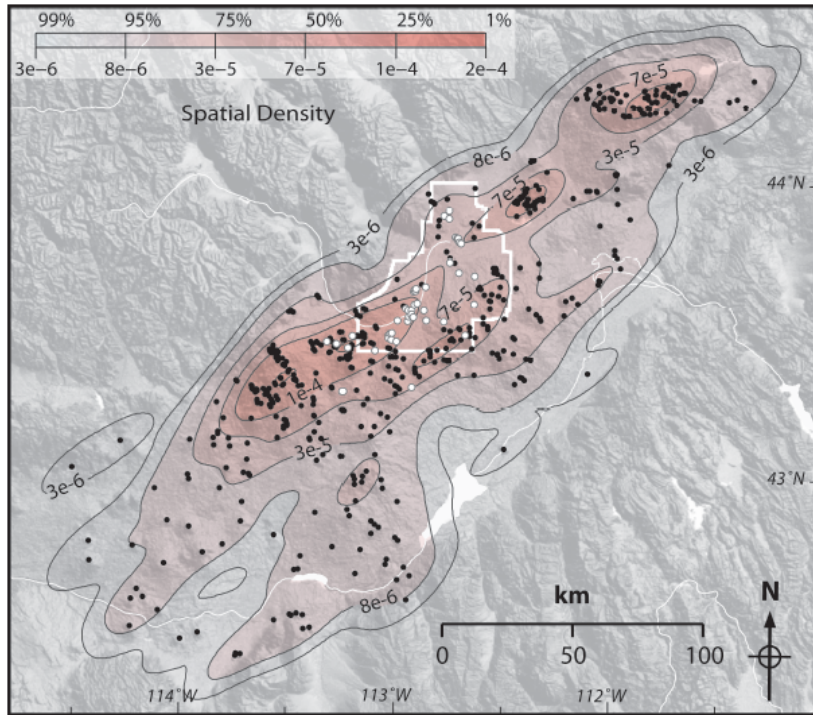 99% 95% 75% 50% 25% 1%
3e-6 8e-6 3e-5 7e-5 1e-4 2e-4
Spatial Density
7e-5
8e-6
3e-5
3e-6
7e-5
44°N
3e-6
7e-5
1e-4
3e-5
3e-6
43°N
8e-6
km
N
0 50 100
114°W 113°W 112°W